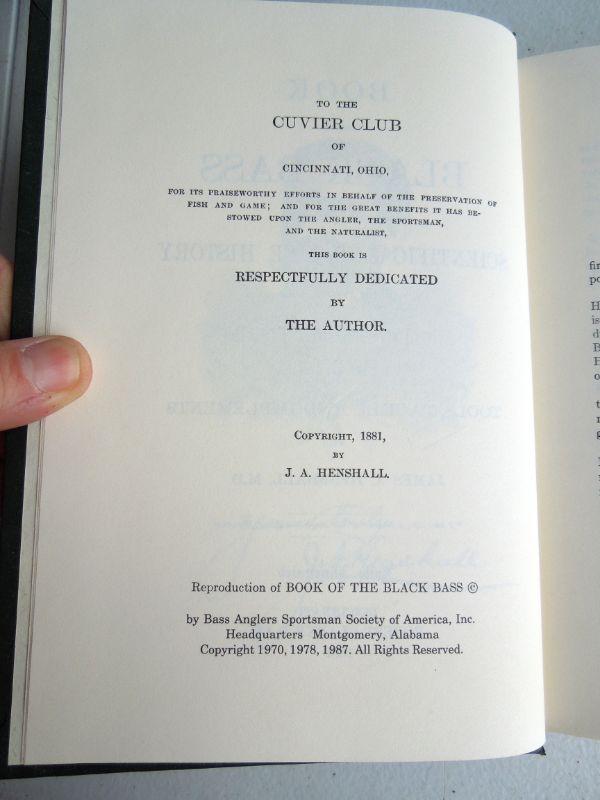 TO THE
CUVIER CLUB
OF
CINCINNATI, OHIO,
FOR ITS PRAISEWORTHY EFFORTS IN BEHALF OF THE PRESERVATION OF
FISH AND GAME; AND FOR THE GREAT BENEFITS IT HAS BE-
STOWED UPON THE ANGLER, THE SPORTSMAN,
AND THE NATURALIST,
THIS BOOK IS
RESPECTFULLY DEDICATED
BY
THE AUTHOR.
COPYRIGHT, 1881,
BY
J. A. HENSHALL.
Reproduction of BOOK OF THE BLACK BASS ©
by Bass Anglers Sportsman Society of America, Inc.
Headquarters Montgomery, Alabama
Copyright 1970, 1978, 1987. All Rights Reserved.